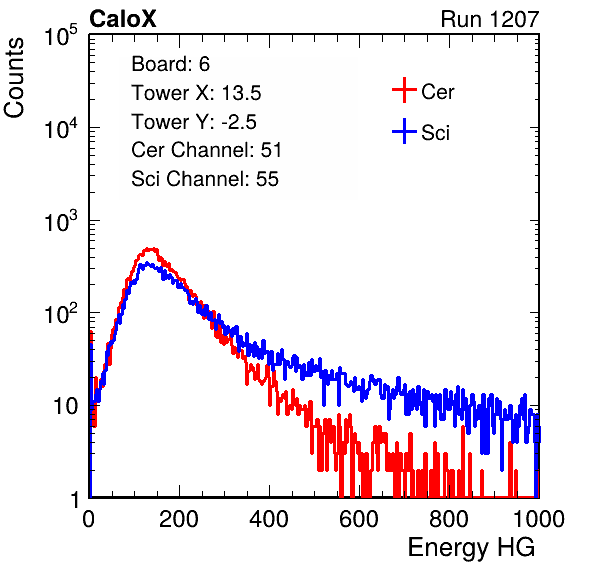 CaloX Run 1207
Counts
Board: 6
Tower X: 13.5
Tower Y: -2.5
Cer Channel: 51
Sci Channel: 55
Cer
Sci
10^5
10^4
10^3
10^2
10
1
0 200 400 600 800 1000
Energy HG